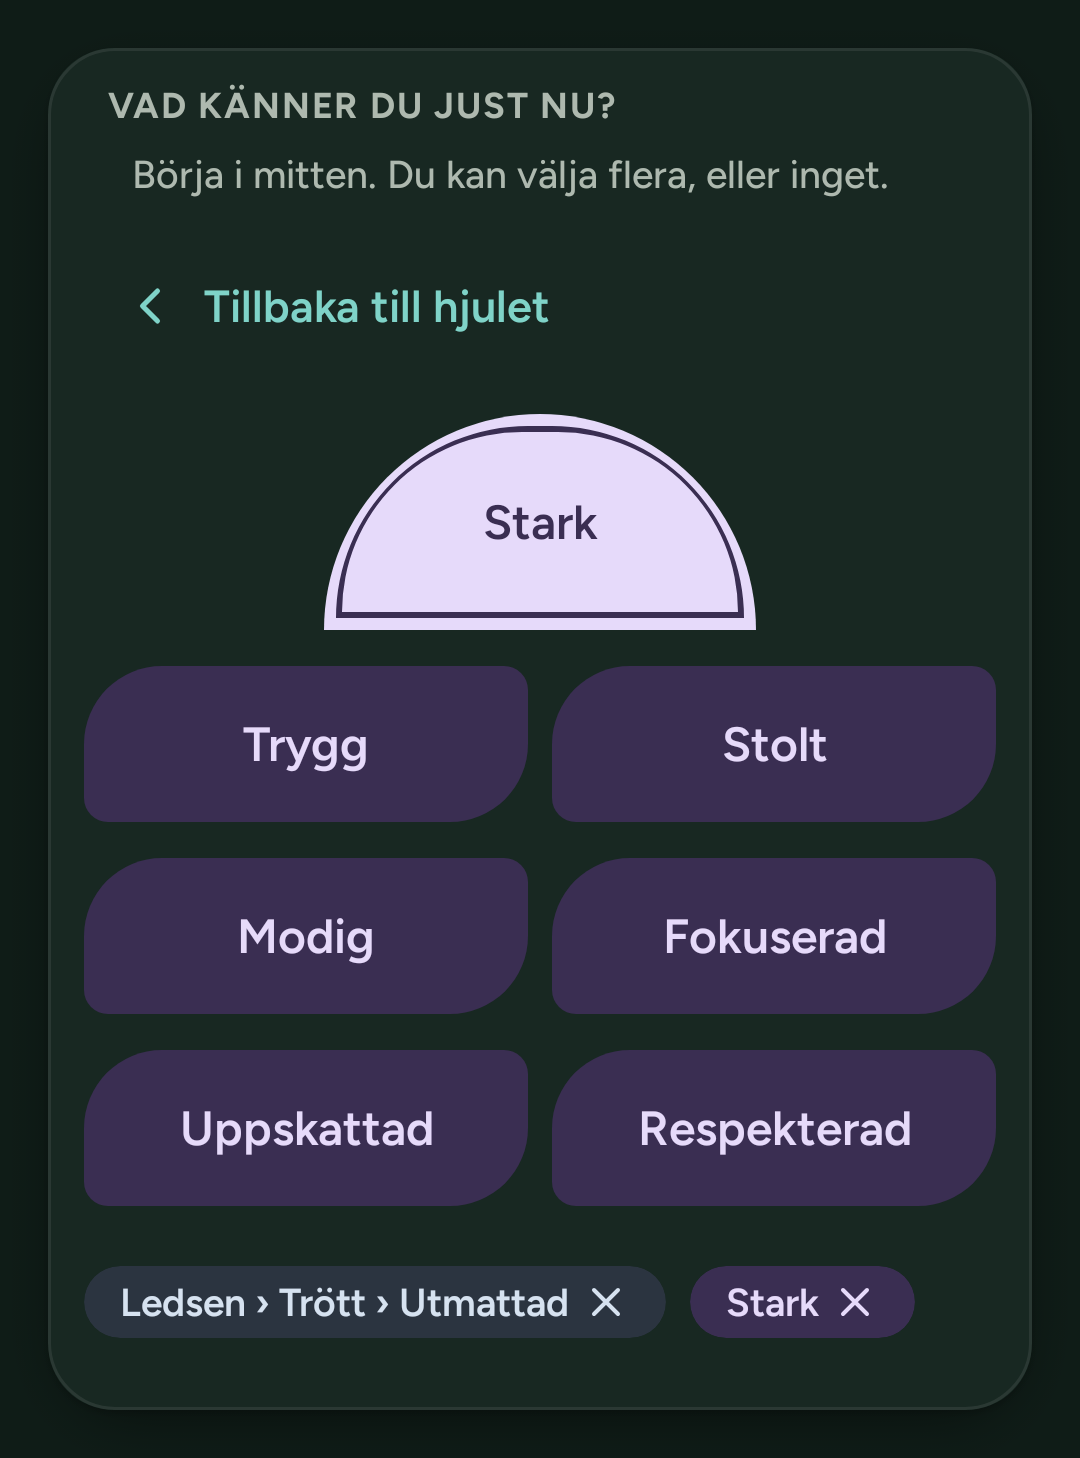 VAD KÄNNER DU JUST NU?
Börja i mitten. Du kan välja flera, eller inget.
Tillbaka till hjulet
Stark
Trygg
Stolt
Modig
Fokuserad
Uppskattad
Respekterad
Ledsen › Trött › Utmattad
Stark